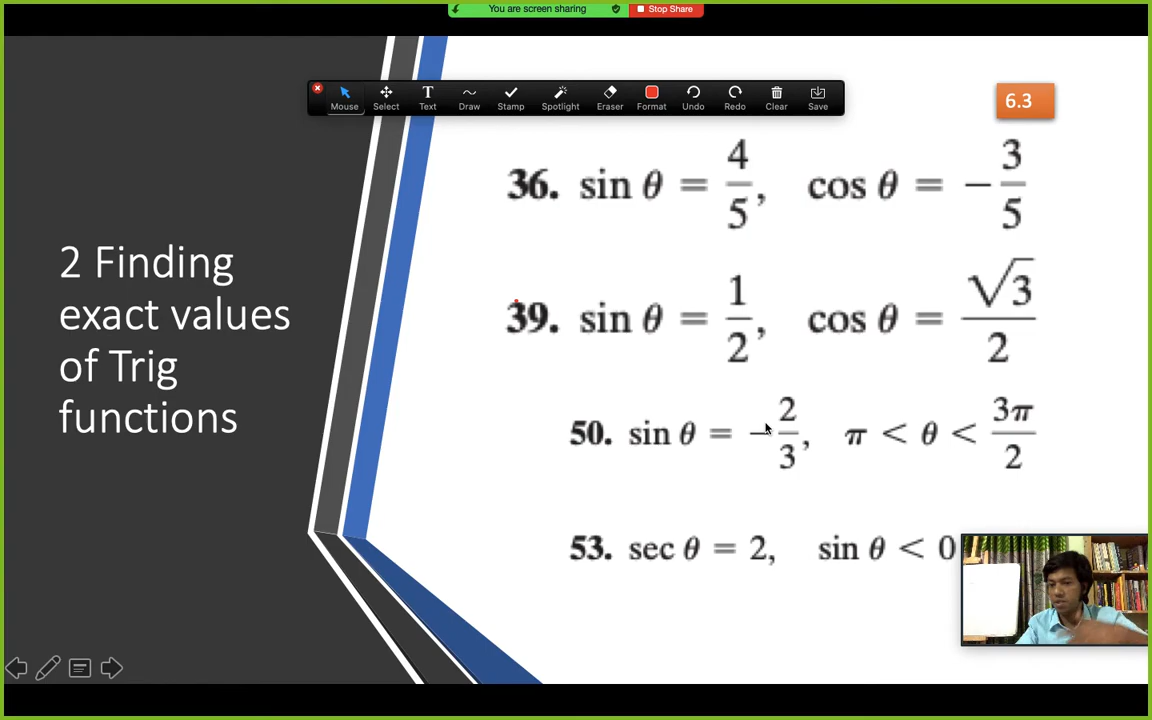 You are screen sharing Stop Share
Mouse Select Text Draw Stamp Spotlight Eraser Format Undo Redo Clear Save
6.3
2 Finding
exact values
of Trig
functions
36. sin θ = 4/5, cos θ = −3/5
39. sin θ = 1/2, cos θ = √3/2
50. sin θ = −2/3, π < θ < 3π/2
53. sec θ = 2, sin θ < 0